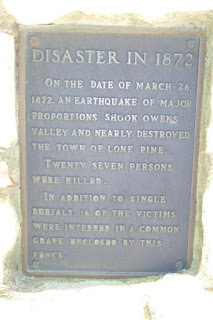 DISASTER IN 1872
ON THE DATE OF MARCH 26,
1872, AN EARTHQUAKE OF MAJOR
PROPORTIONS SHOOK OWENS
VALLEY AND NEARLY DESTROYED
THE TOWN OF LONE PINE.
TWENTY SEVEN PERSONS
WERE KILLED.
IN ADDITION TO SINGLE
BURIALS, 16 OF THE VICTIMS
WERE INTERRED IN A COMMON
GRAVE ENCLOSED BY THIS
FENCE.